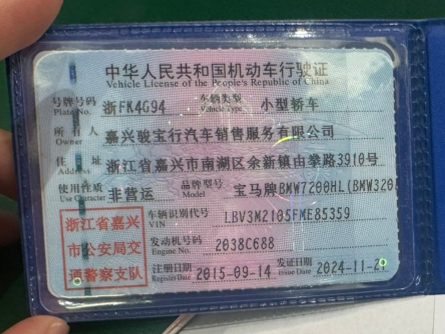 中华人民共和国机动车行驶证
Vehicle License of the People's Republic of China
号牌号码 Plate No. 浙FK4G94 车辆类型 Vehicle Type 小型轿车
所有人 Owner 嘉兴骏宝行汽车销售服务有限公司
住址 Address 浙江省嘉兴市南湖区余新镇由拳路3910号
使用性质 Use Character 非营运 品牌型号 Model 宝马牌BMW7200HL(BMW320
浙江省嘉兴市公安局交通警察支队
车辆识别代号 VIN LBV3M2105FME85359
发动机号码 Engine No. 2038C688
注册日期 Register Date 2015-09-14 发证日期 Issue Date 2024-11-2